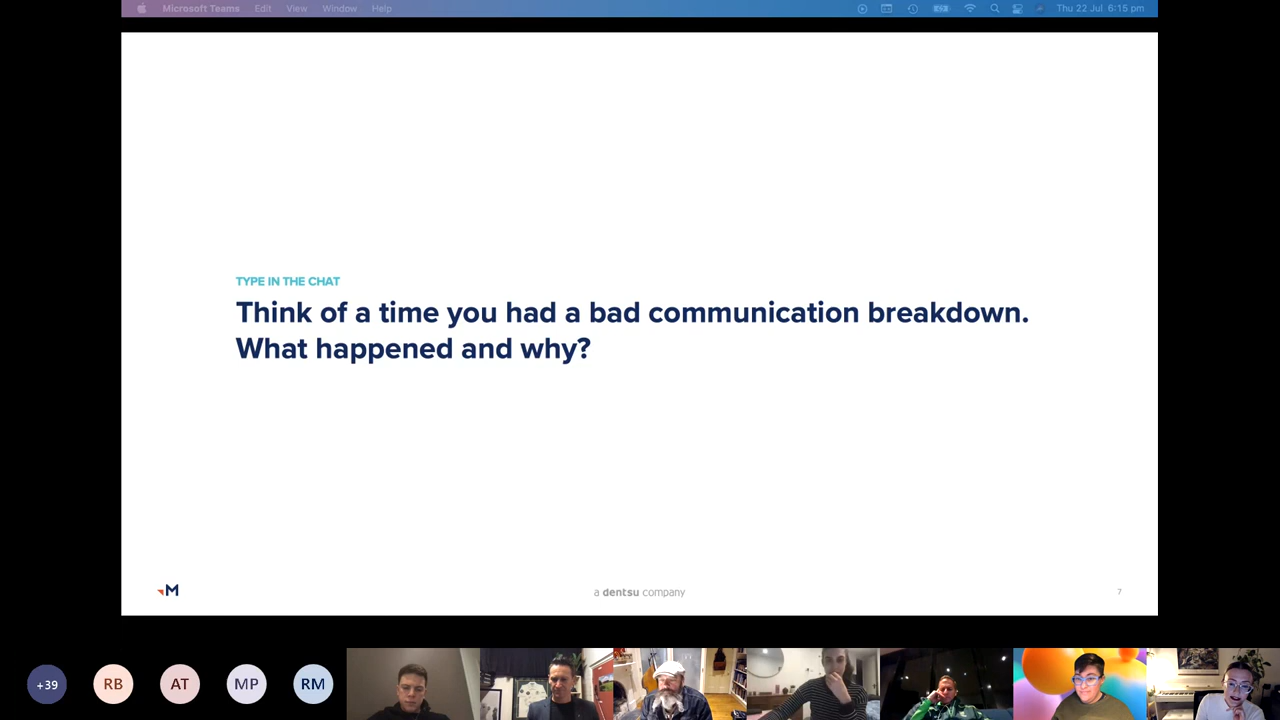 Microsoft Teams Edit View Window Help Thu 22 Jul 6:15 pm
TYPE IN THE CHAT
Think of a time you had a bad communication breakdown.
What happened and why?
M a dentsu company 7
+39 RB AT MP RM